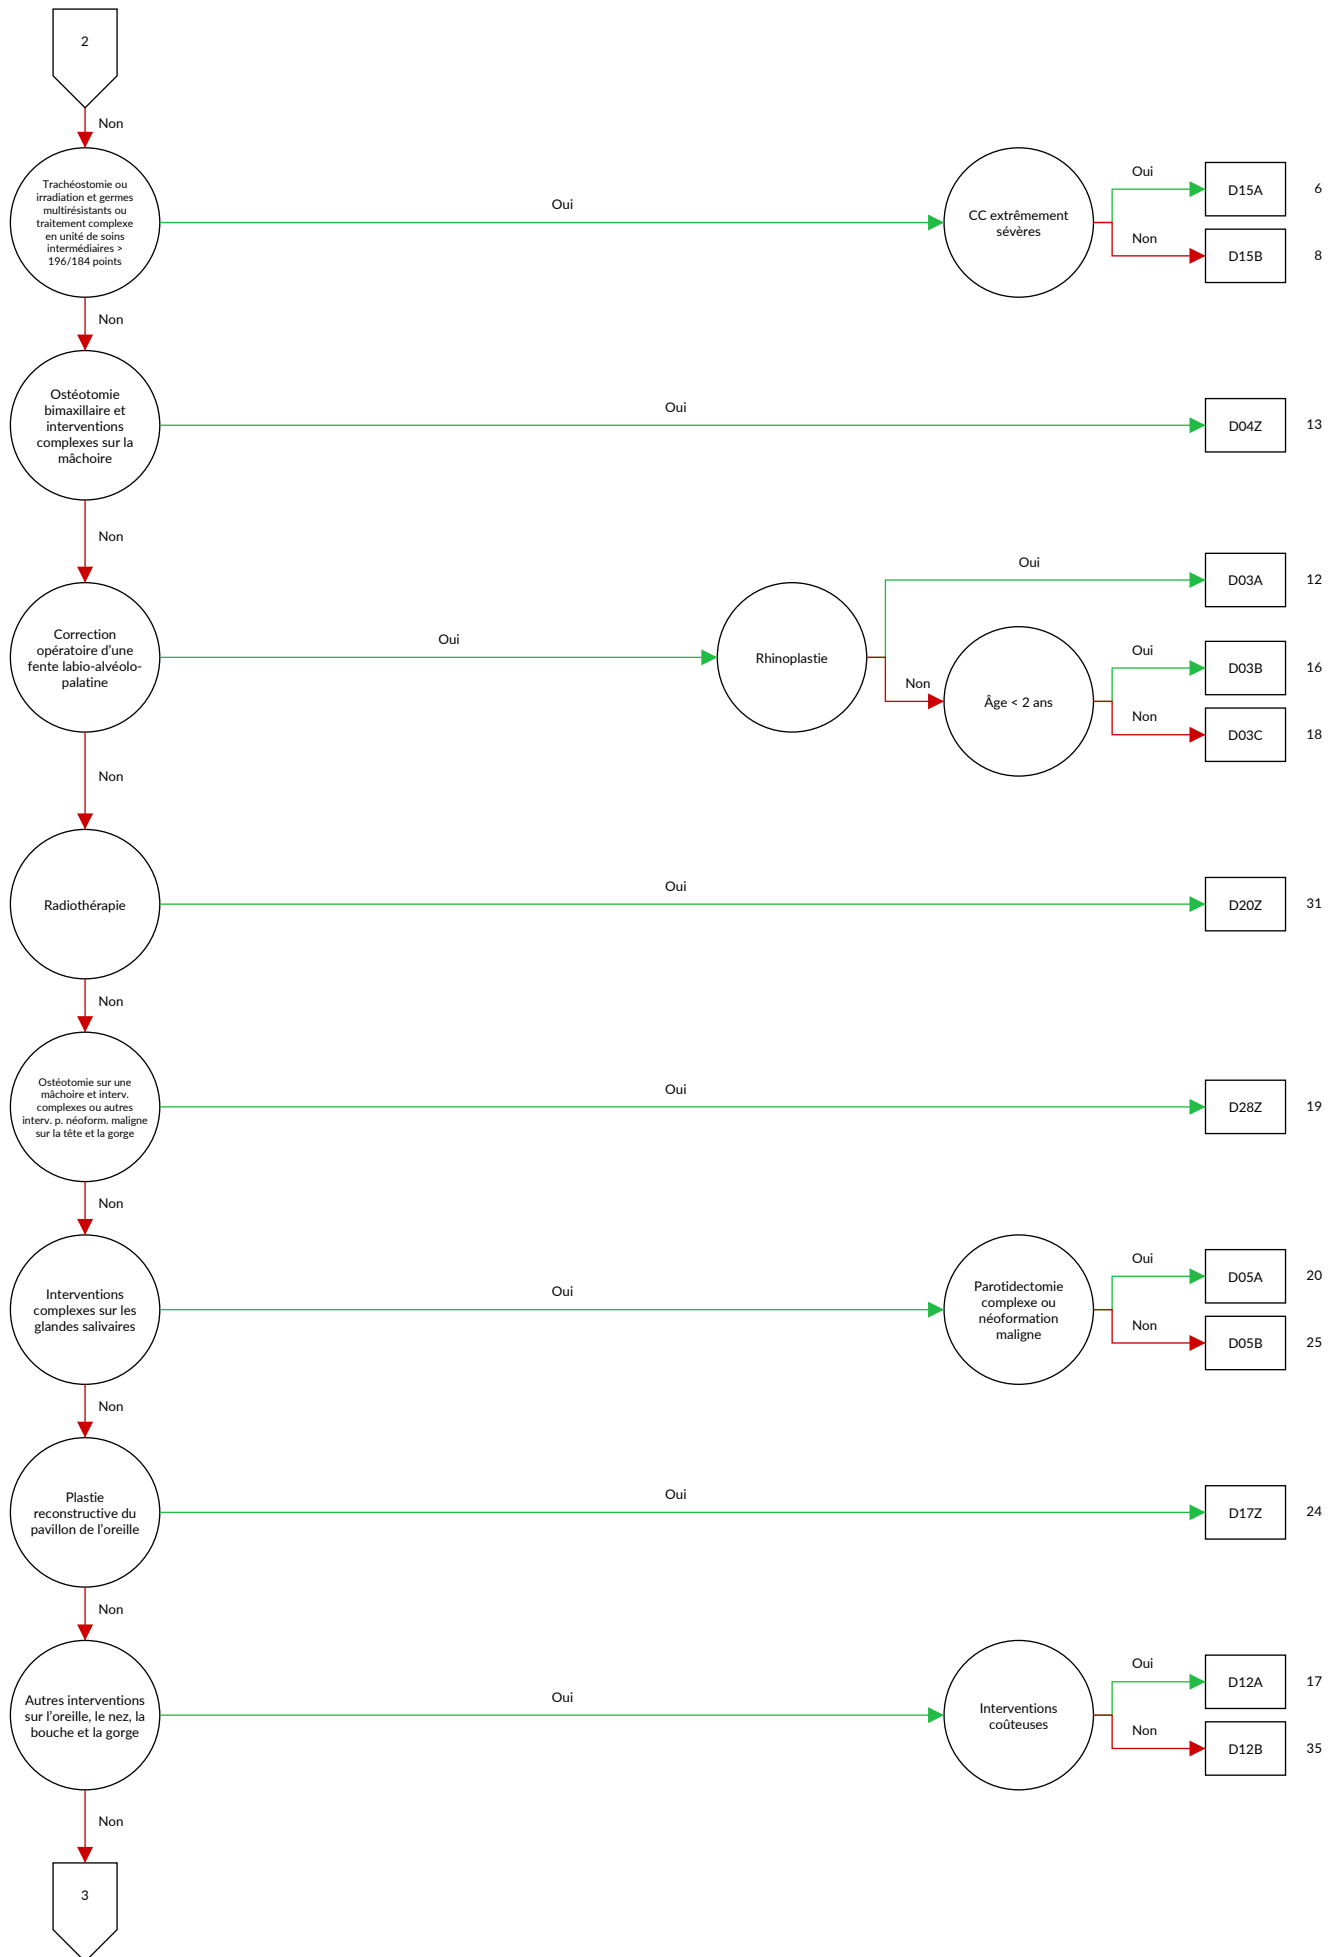 2
Non
Trachéostomie ou
irradiation et germes
multirésistants ou
traitement complexe
en unité de soins
intermédiaires >
196/184 points
Oui
CC extrêmement
sévères
Oui
D15A
6
Non
D15B
8
Non
Ostéotomie
bimaxillaire et
interventions
complexes sur la
mâchoire
Oui
D04Z
13
Non
Correction
opératoire d'une
fente labio-alvéolo-
palatine
Oui
Rhinoplastie
Oui
D03A
12
Non
Âge < 2 ans
Oui
D03B
16
Non
D03C
18
Non
Radiothérapie
Oui
D20Z
31
Non
Ostéotomie sur une
mâchoire et interv.
complexes ou autres
interv. p. néoform. maligne
sur la tête et la gorge
Oui
D28Z
19
Non
Interventions
complexes sur les
glandes salivaires
Oui
Parotidectomie
complexe ou
néoformation
maligne
Oui
D05A
20
Non
D05B
25
Non
Plastie
reconstructive du
pavillon de l'oreille
Oui
D17Z
24
Non
Autres interventions
sur l'oreille, le nez, la
bouche et la gorge
Oui
Interventions
coûteuses
Oui
D12A
17
Non
D12B
35
Non
3